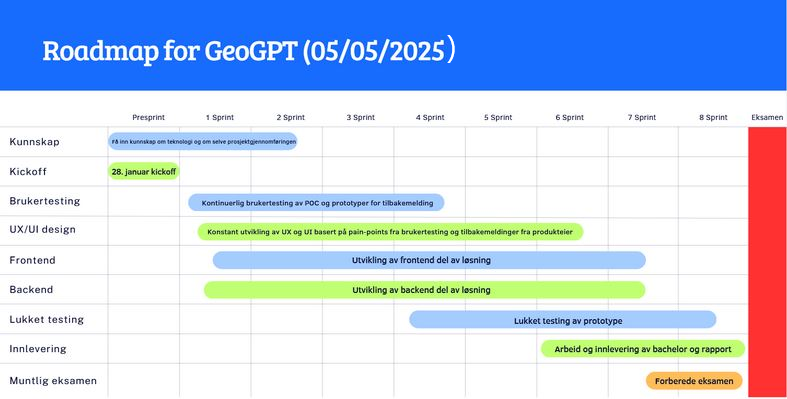 Roadmap for GeoGPT (05/05/2025)
Presprint 1 Sprint 2 Sprint 3 Sprint 4 Sprint 5 Sprint 6 Sprint 7 Sprint 8 Sprint Eksamen
Kunnskap Få inn kunnskap om teknologi og om selve prosjektgjennomføringen
Kickoff 28. januar kickoff
Brukertesting Kontinuerlig brukertesting av POC og prototyper for tilbakemelding
UX/UI design Konstant utvikling av UX og UI basert på pain-points fra brukertesting og tilbakemeldinger fra produkteier
Frontend Utvikling av frontend del av løsning
Backend Utvikling av backend del av løsning
Lukket testing Lukket testing av prototype
Innlevering Arbeid og innlevering av bachelor og rapport
Muntlig eksamen Forberede eksamen